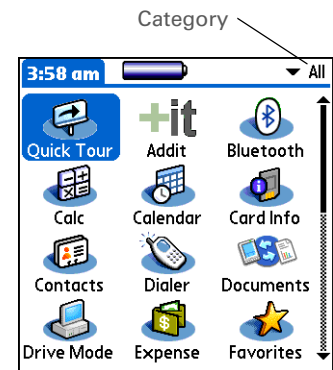 Category
3:58 am
All
Quick Tour
+it
Addit
Bluetooth
Calc
Calendar
Card Info
Contacts
Dialer
Documents
Drive Mode
Expense
Favorites